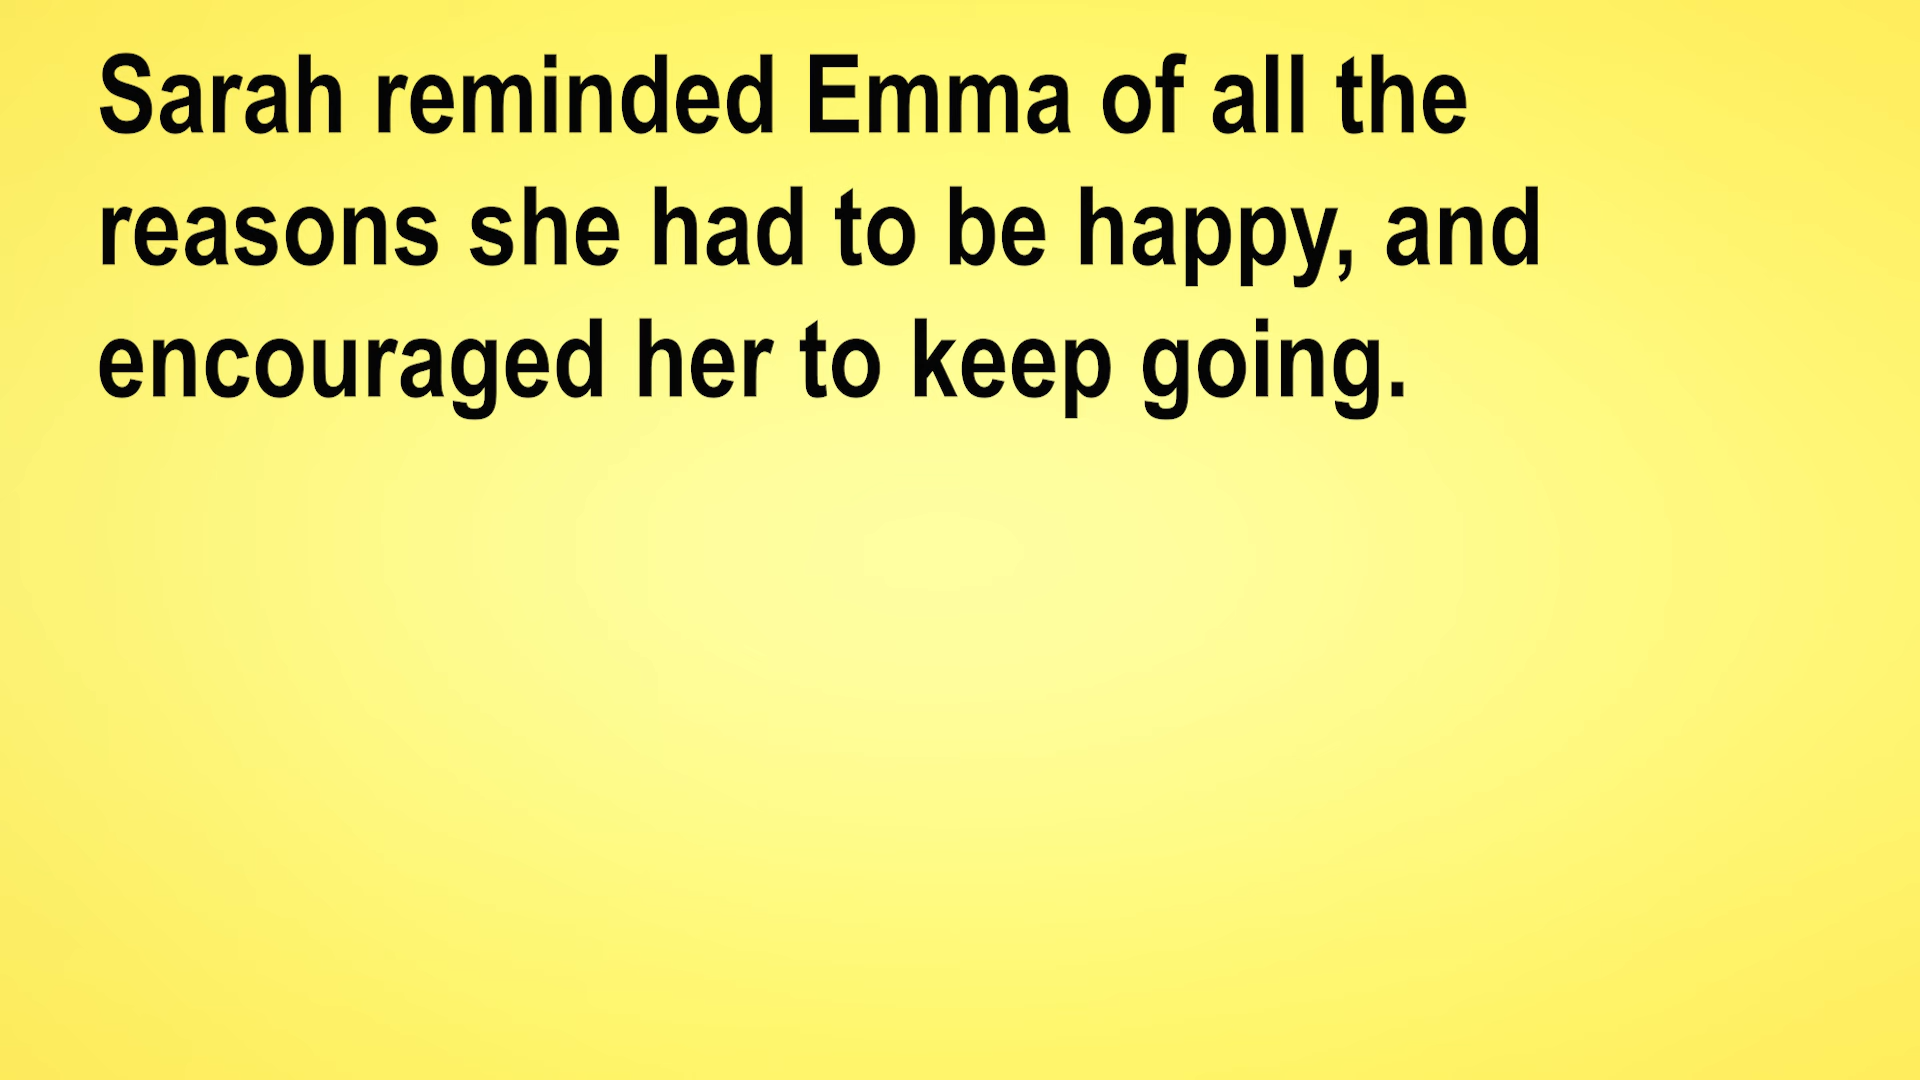 Sarah reminded Emma of all the
reasons she had to be happy, and
encouraged her to keep going.